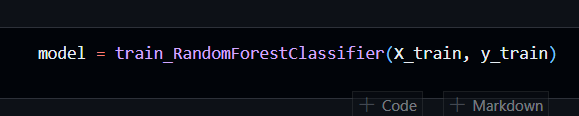 model = train_RandomForestClassifier(X_train, y_train)
+ Code + Markdown